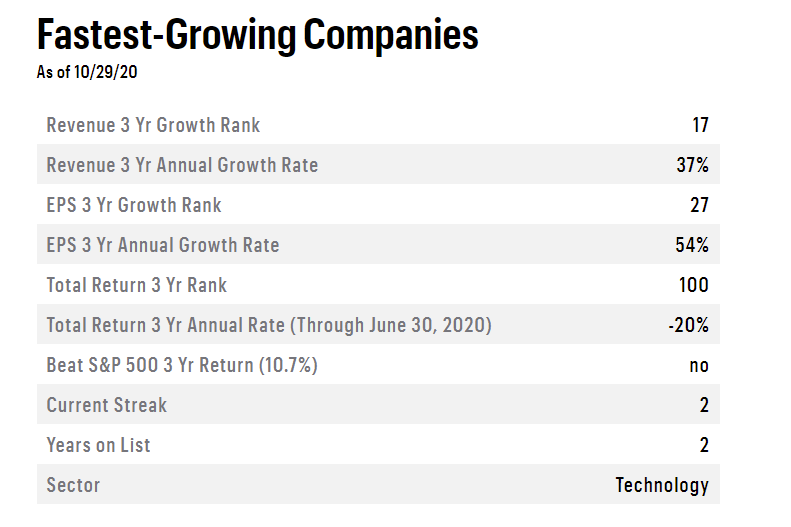 Fastest-Growing Companies
As of 10/29/20
Revenue 3 Yr Growth Rank 17
Revenue 3 Yr Annual Growth Rate 37%
EPS 3 Yr Growth Rank 27
EPS 3 Yr Annual Growth Rate 54%
Total Return 3 Yr Rank 100
Total Return 3 Yr Annual Rate (Through June 30, 2020) -20%
Beat S&P 500 3 Yr Return (10.7%) no
Current Streak 2
Years on List 2
Sector Technology